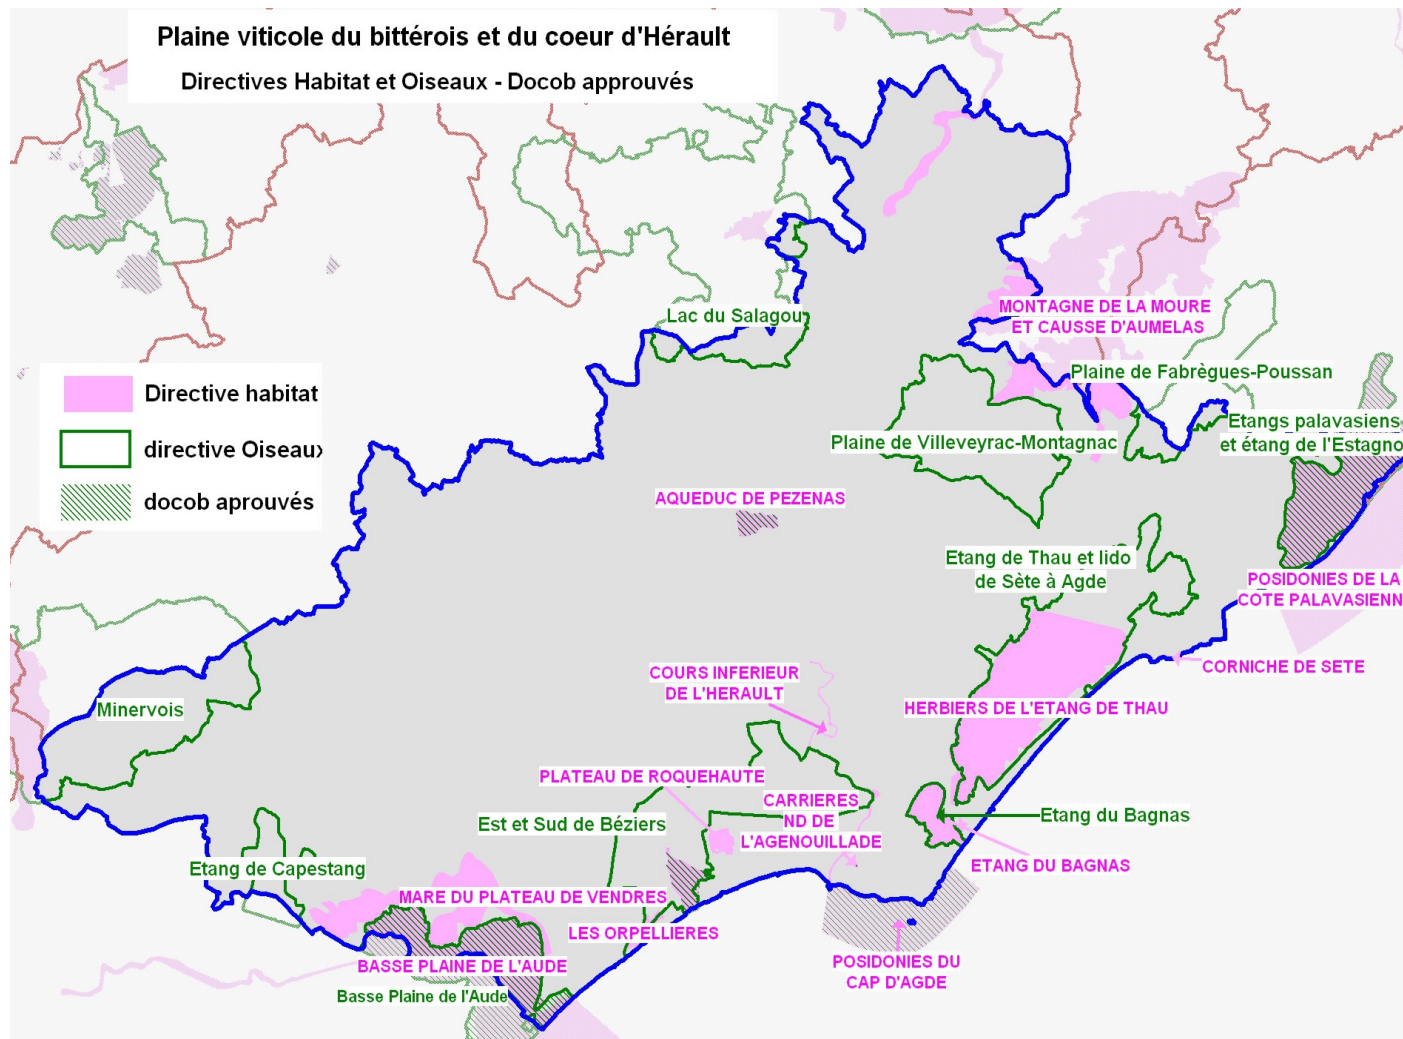 Plaine viticole du bittérois et du coeur d'Hérault
Directives Habitat et Oiseaux - Docob approuvés
Lac du Salagou
MONTAGNE DE LA MOURE
ET CAUSSE D'AUMELAS
Directive habitat
directive Oiseaux
docob aprouvés
Plaine de Fabrègues-Poussan
Etangs palavasiens
et étang de l'Estagno
Plaine de Villeveyrac-Montagnac
AQUEDUC DE PEZENAS
Etang de Thau et lido
de Sète à Agde
POSIDONIES DE LA
COTE PALAVASIENN
CORNICHE DE SETE
COURS INFERIEUR
DE L'HERAULT
HERBIERS DE L'ETANG DE THAU
Minervois
PLATEAU DE ROQUEHAUTE
CARRIERES
ND DE
L'AGENOUILLADE
Est et Sud de Béziers
Etang du Bagnas
ETANG DU BAGNAS
Etang de Capestang
MARE DU PLATEAU DE VENDRES
LES ORPELLIERES
BASSE PLAINE DE L'AUDE
Basse Plaine de l'Aude
POSIDONIES DU
CAP D'AGDE